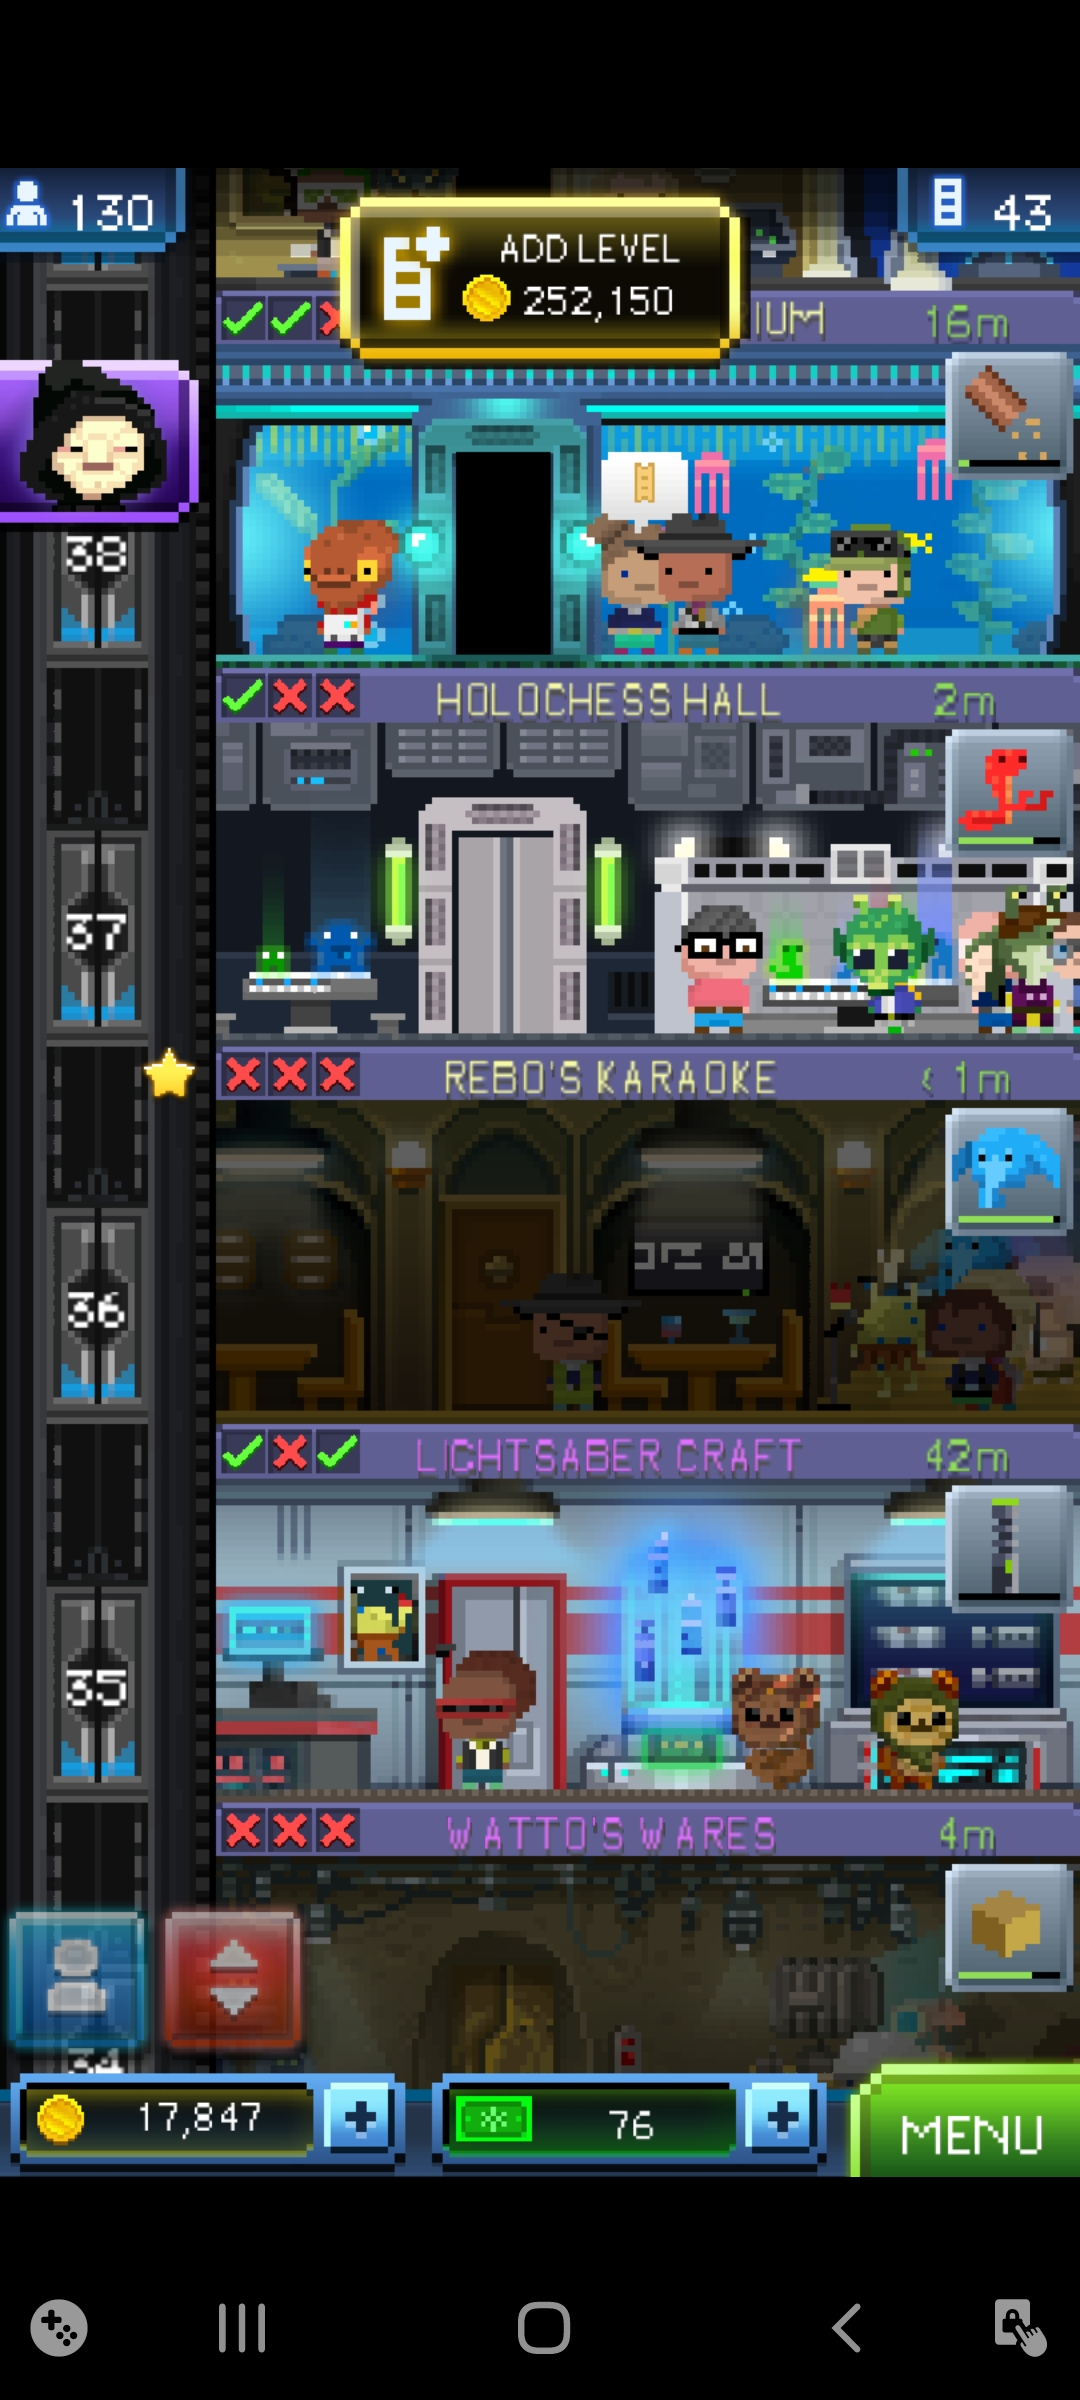 130
ADD LEVEL
252,150
43
IUM
16m
38
HOLOCHESS HALL
2m
37
REBO'S KARAOKE
< 1m
36
LIGHTSABER CRAFT
42m
35
WATTO'S WARES
4m
34
17,847
76
MENU